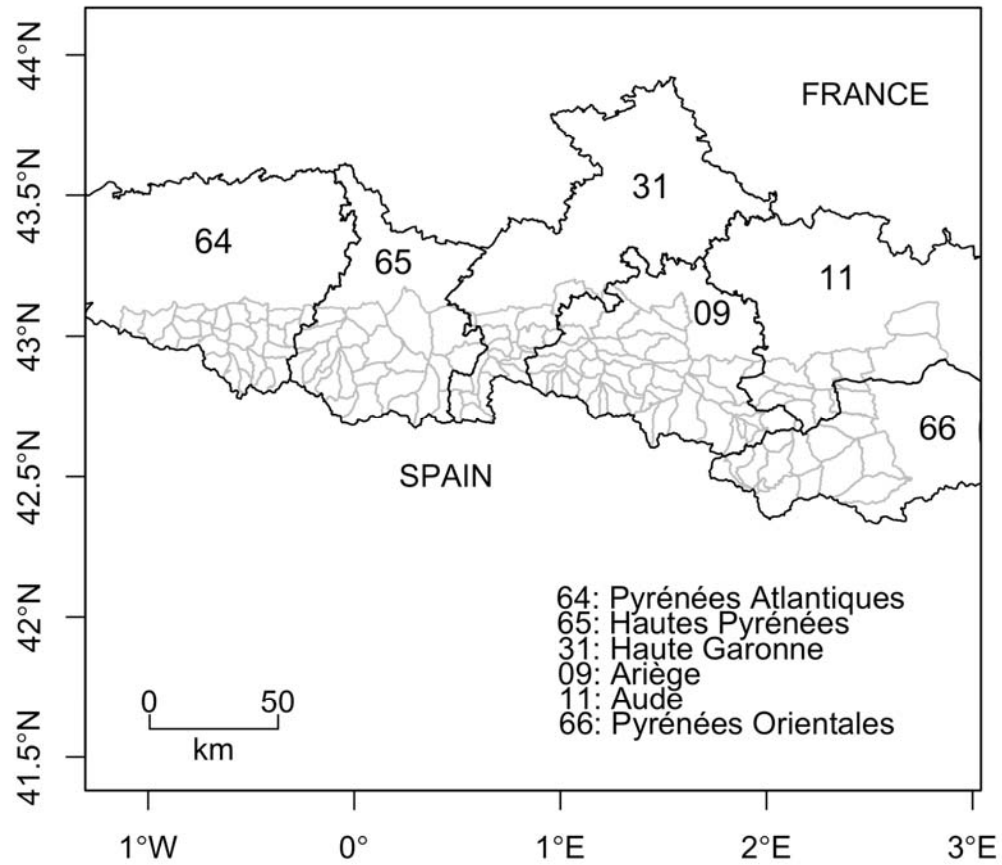 44°N
43.5°N
43°N
42.5°N
42°N
41.5°N
FRANCE
31
64
65
11
09
66
SPAIN
64: Pyrénées Atlantiques
65: Hautes Pyrénées
31: Haute Garonne
09: Ariège
11: Aude
66: Pyrénées Orientales
0 50
km
1°W 0° 1°E 2°E 3°E